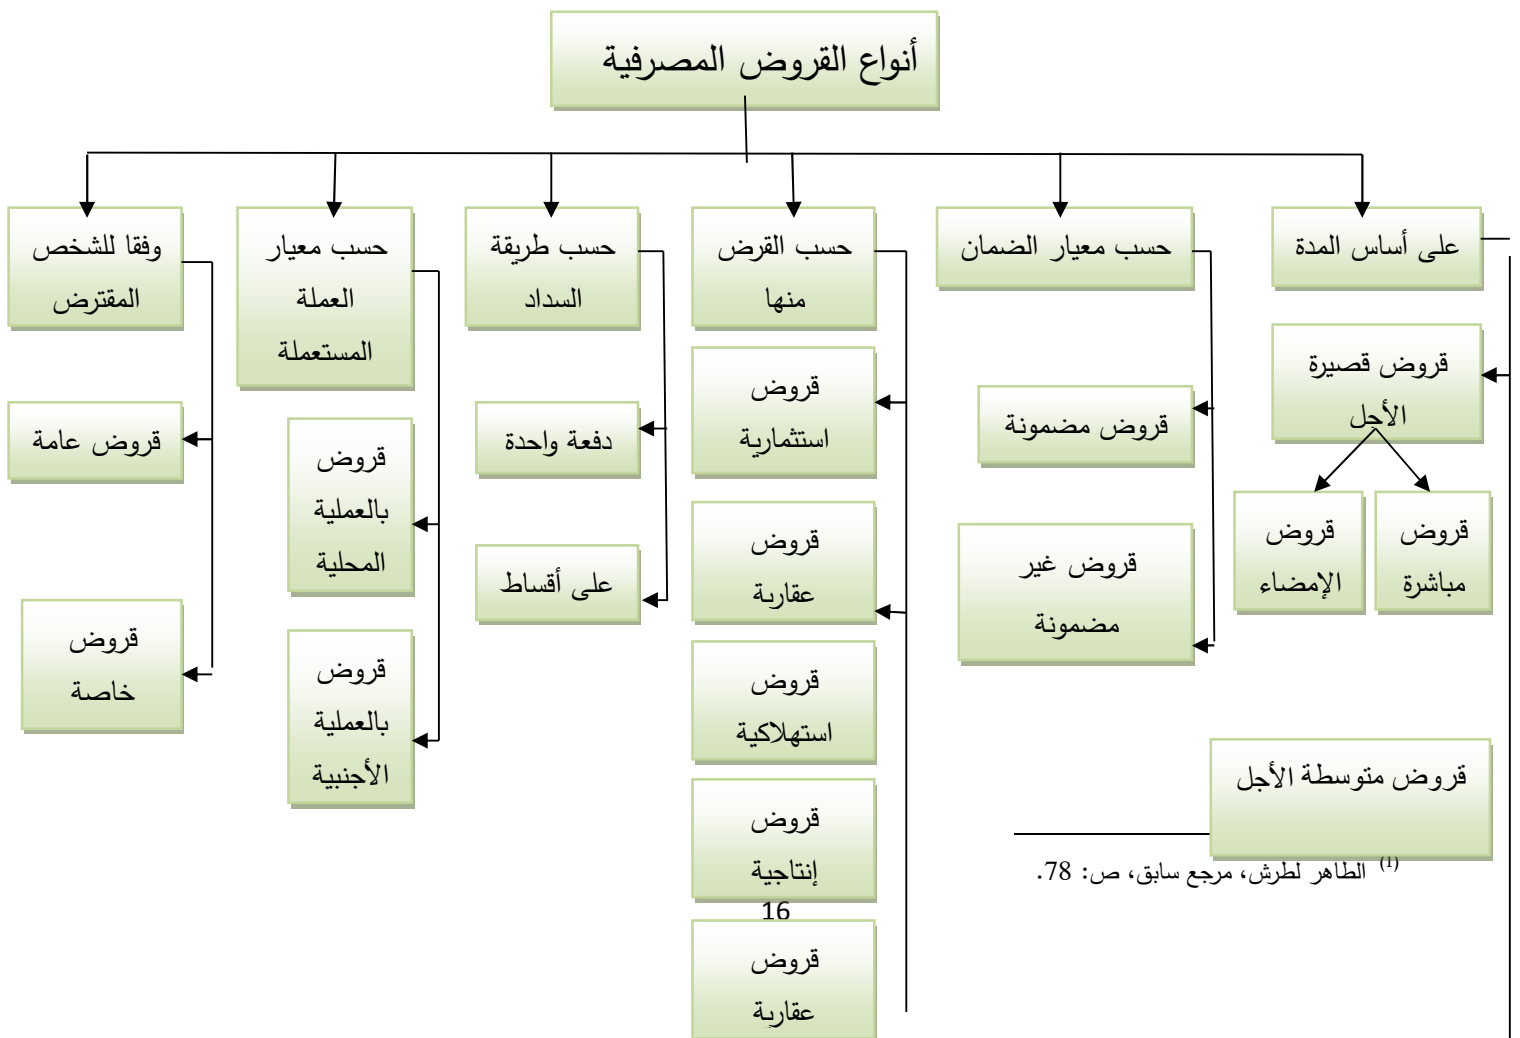 أنواع القروض المصرفية
على أساس المدة
حسب معيار الضمان
حسب القرض
منها
حسب طريقة
السداد
حسب معيار
العملة
المستعملة
وفقا للشخص
المقترض
قروض قصيرة
الأجل
قروض
مباشرة
قروض
الإمضاء
قروض متوسطة الأجل
قروض مضمونة
قروض غير
مضمونة
قروض
استثمارية
قروض
عقارية
قروض
استهلاكية
قروض
إنتاجية
قروض
عقارية
دفعة واحدة
على أقساط
قروض
بالعملية
المحلية
قروض
بالعملية
الأجنبية
قروض عامة
قروض
خاصة
(1) الطاهر لطرش، مرجع سابق، ص: 78.
16